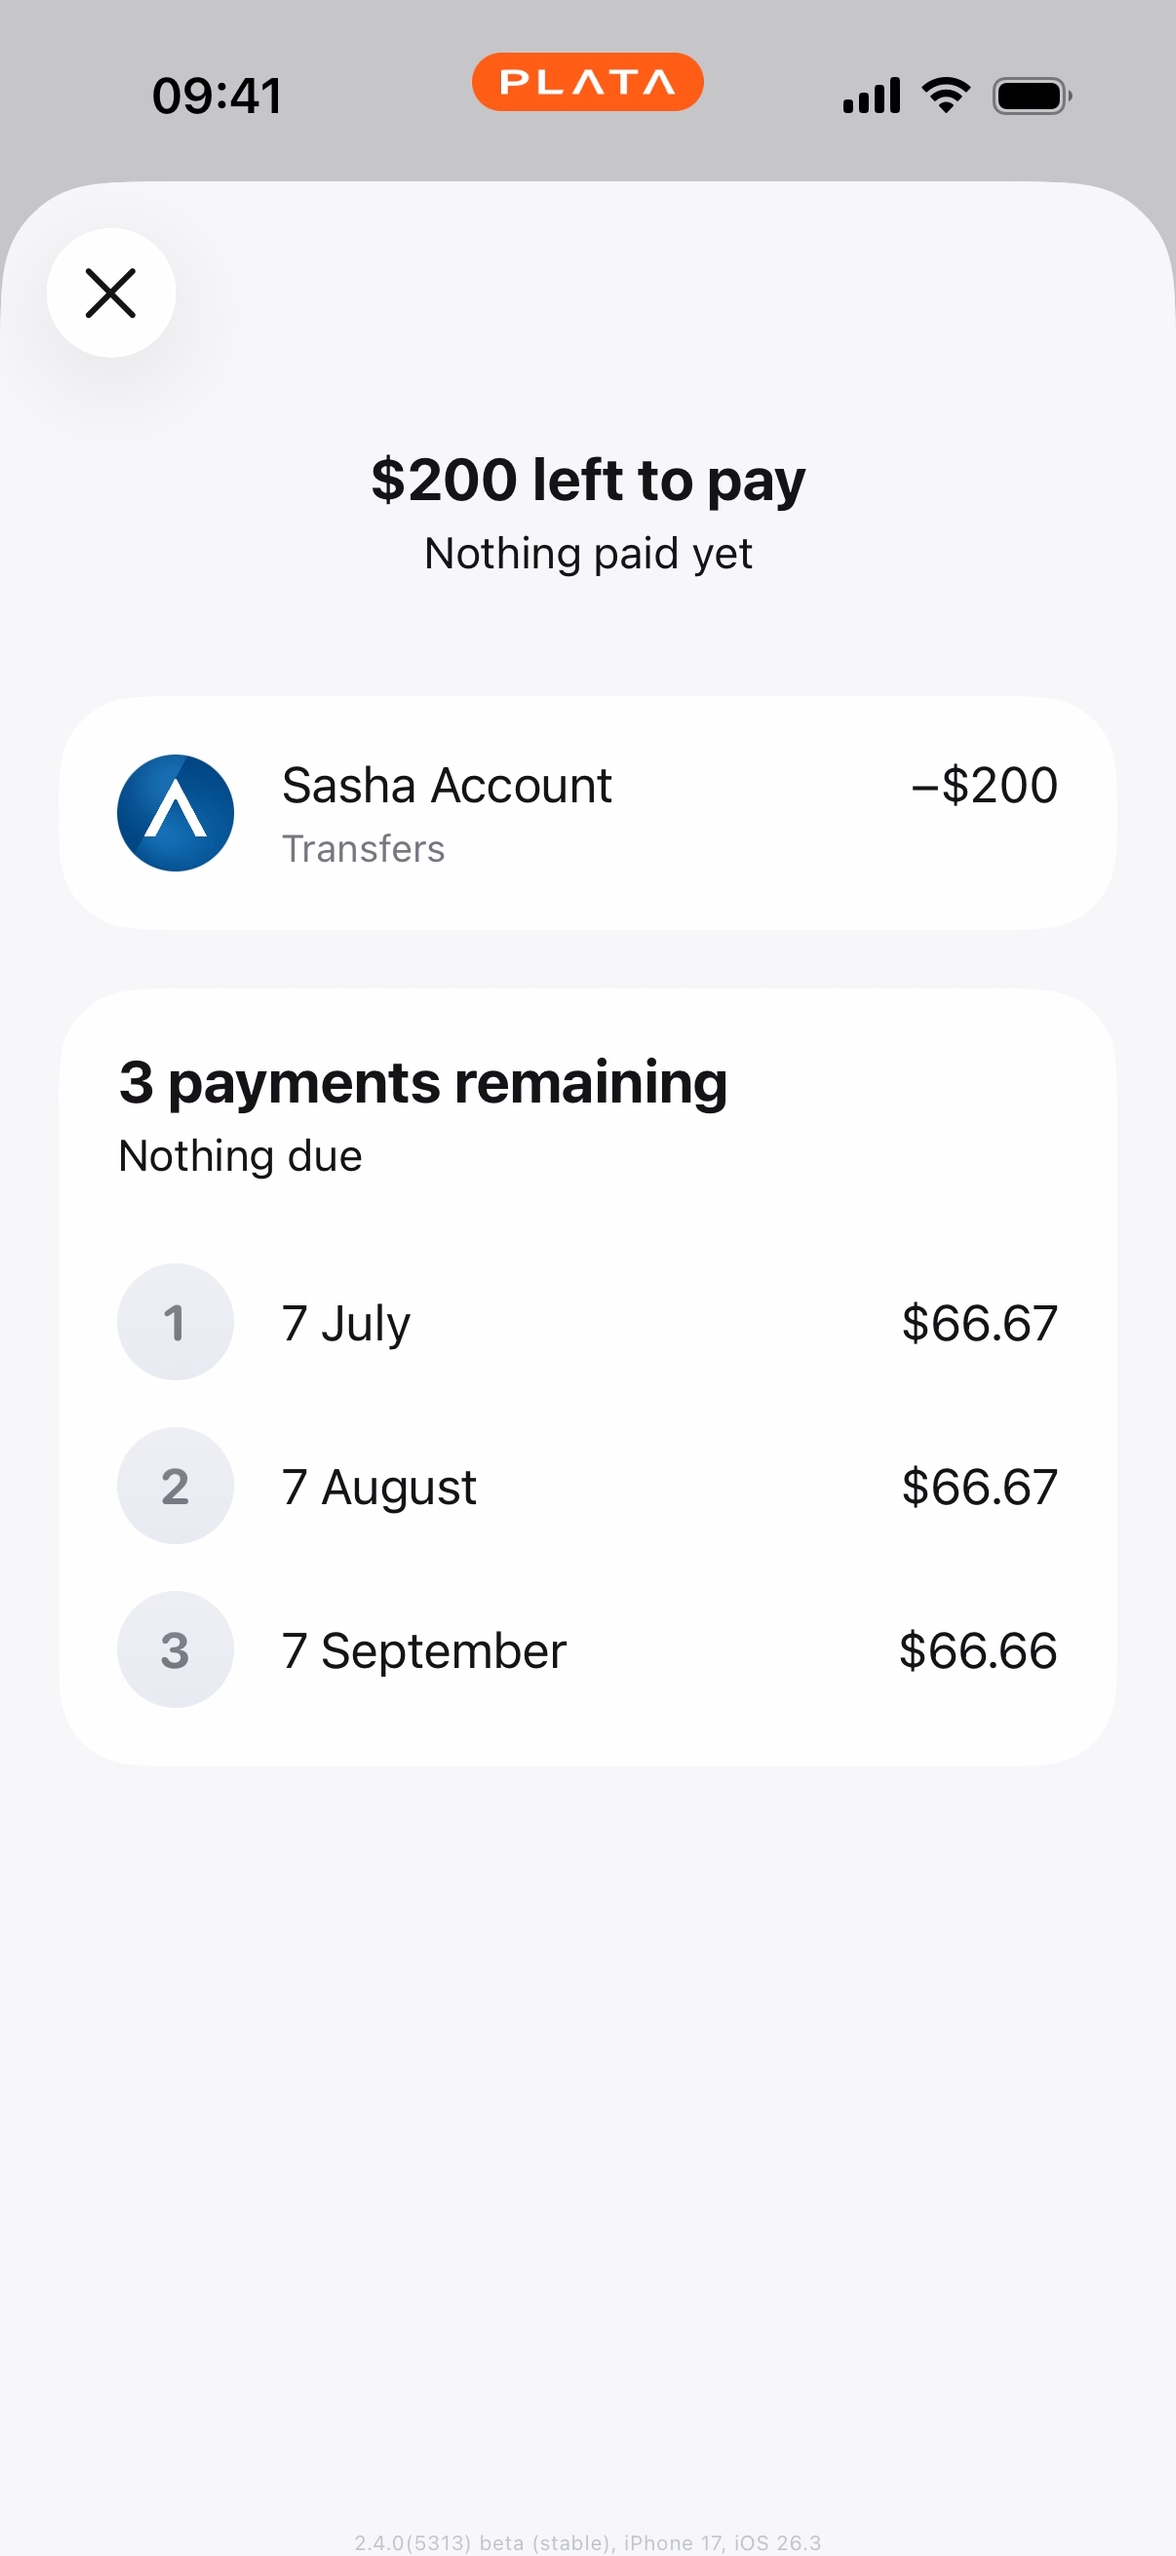 09:41
PLATA
$200 left to pay
Nothing paid yet
Sasha Account
–$200
Transfers
3 payments remaining
Nothing due
1
7 July
$66.67
2
7 August
$66.67
3
7 September
$66.66
2.4.0(5313) beta (stable), iPhone 17, iOS 26.3